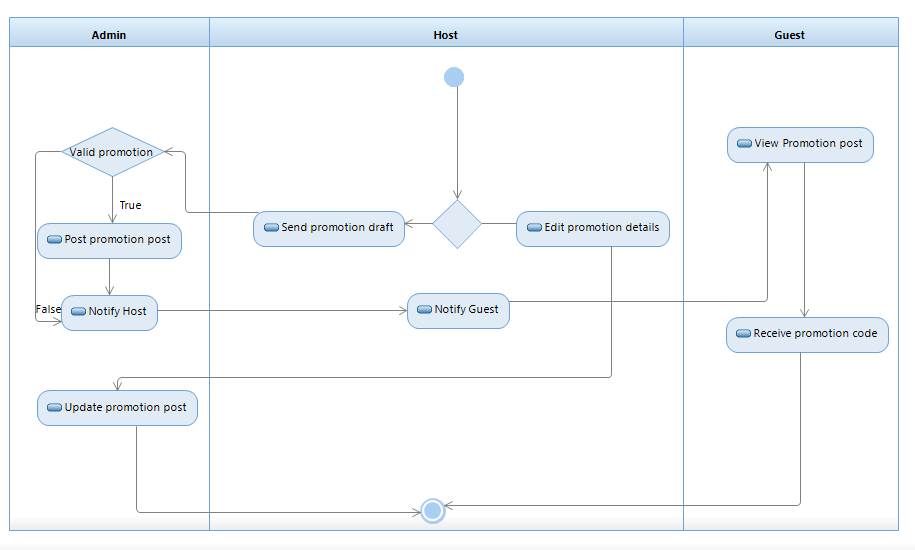 Admin
Host
Guest
Valid promotion
View Promotion post
True
Post promotion post
Send promotion draft
Edit promotion details
False
Notify Host
Notify Guest
Receive promotion code
Update promotion post